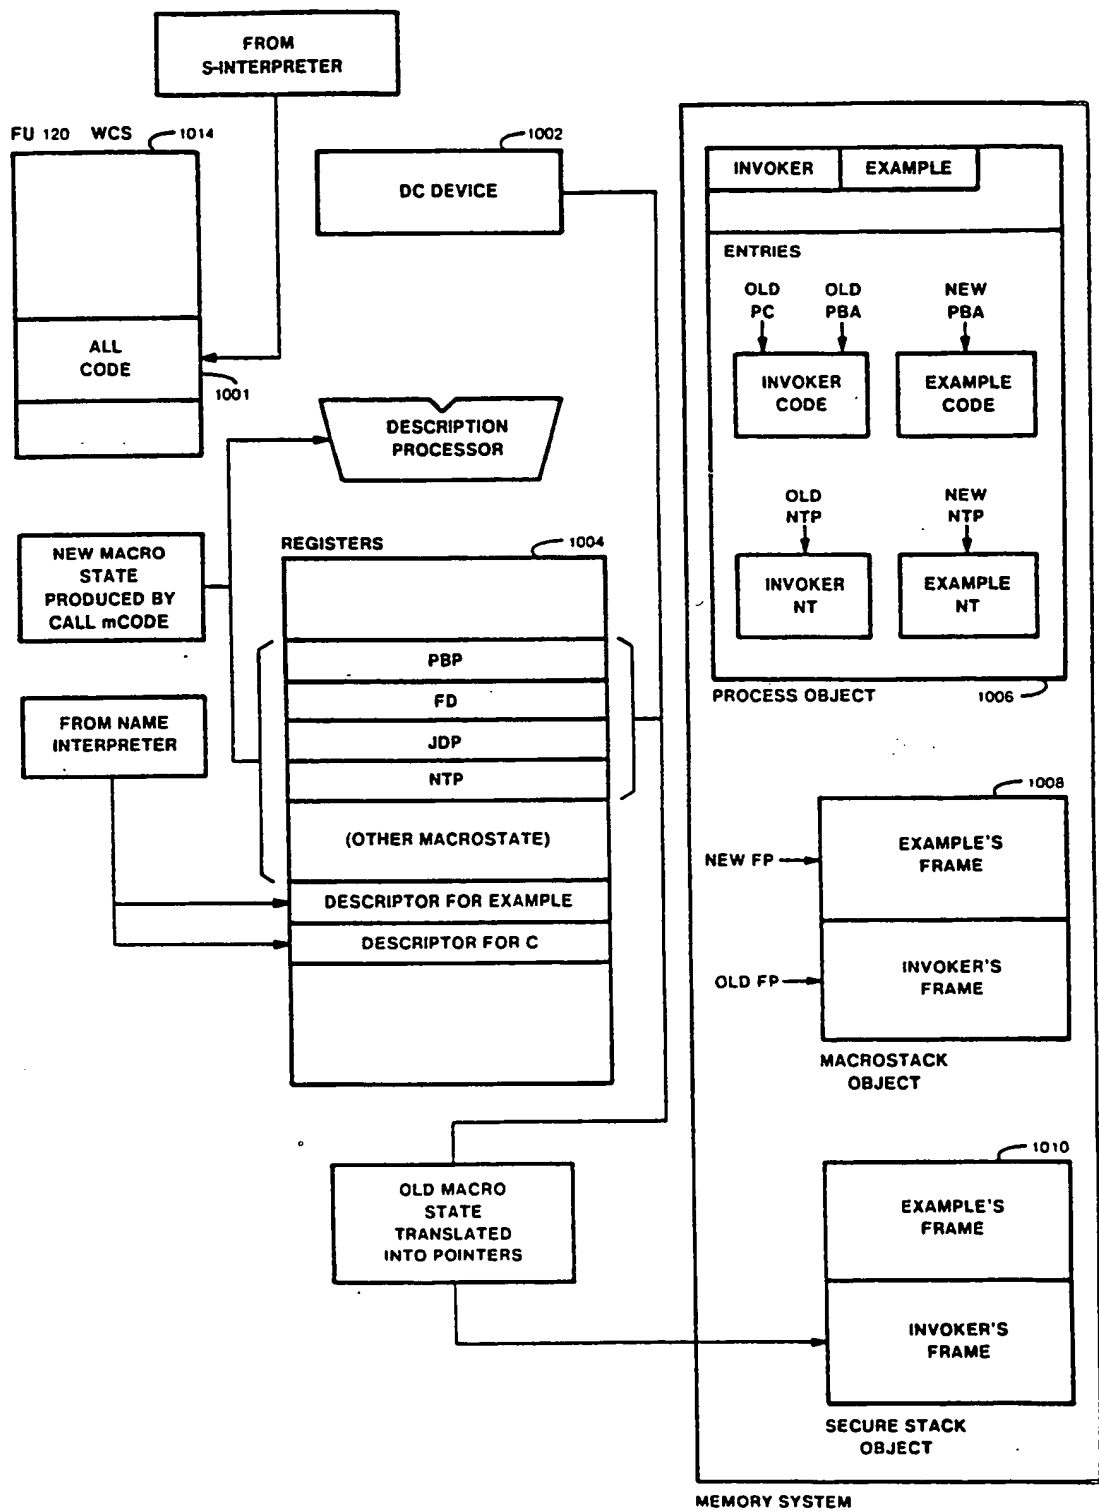 FROM
S-INTERPRETER
FU 120 WCS
1014
ALL
CODE
1001
1002
DC DEVICE
DESCRIPTION
PROCESSOR
NEW MACRO
STATE
PRODUCED BY
CALL mCODE
FROM NAME
INTERPRETER
REGISTERS
1004
PBP
FD
JDP
NTP
(OTHER MACROSTATE)
DESCRIPTOR FOR EXAMPLE
DESCRIPTOR FOR C
OLD MACRO
STATE
TRANSLATED
INTO POINTERS
INVOKER
EXAMPLE
ENTRIES
OLD
PC
OLD
PBA
NEW
PBA
INVOKER
CODE
EXAMPLE
CODE
OLD
NTP
NEW
NTP
INVOKER
NT
EXAMPLE
NT
PROCESS OBJECT
1006
1008
NEW FP
EXAMPLE'S
FRAME
OLD FP
INVOKER'S
FRAME
MACROSTACK
OBJECT
1010
EXAMPLE'S
FRAME
INVOKER'S
FRAME
SECURE STACK
OBJECT
MEMORY SYSTEM